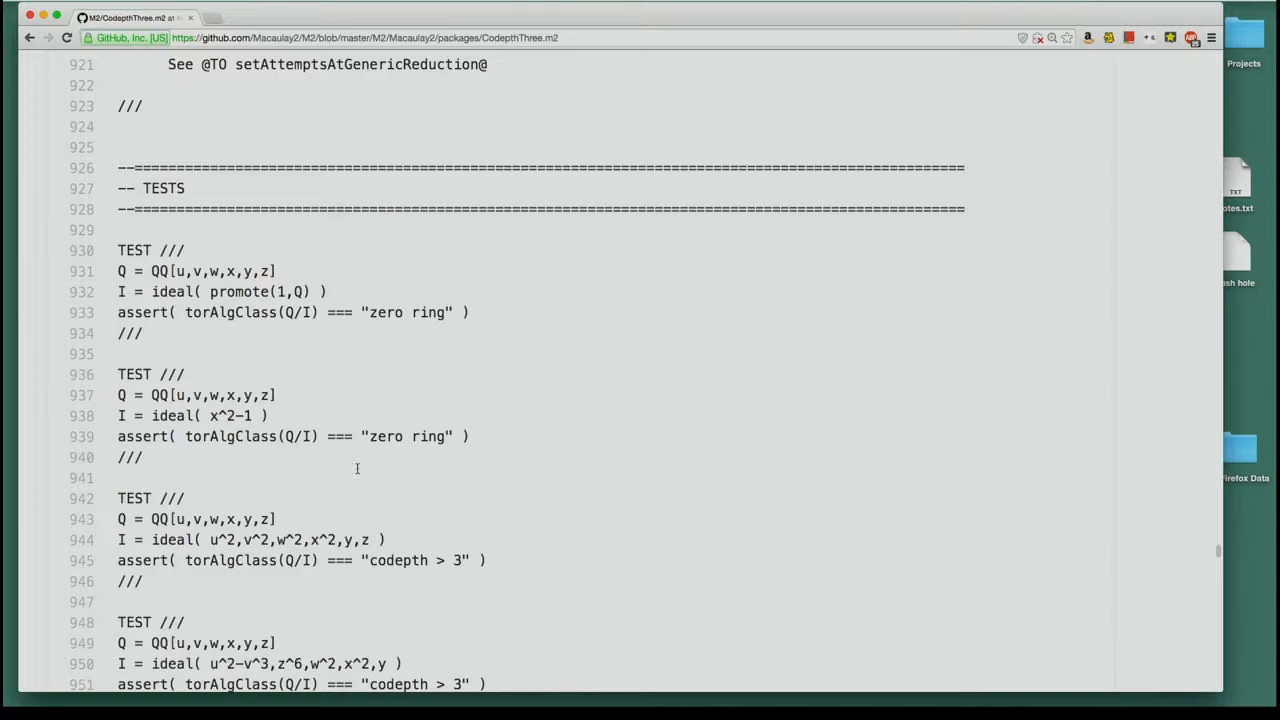 M2/CodepthThree.m2 at m
GitHub, Inc. [US] https://github.com/Macaulay2/M2/blob/master/M2/Macaulay2/packages/CodepthThree.m2
Projects
TXT
otes.txt
ush hole
Firefox Data
921 See @TO setAttemptsAtGenericReduction@
922
923 ///
924
925
926 --====================================================================================================
927 -- TESTS
928 --====================================================================================================
929
930 TEST ///
931 Q = QQ[u,v,w,x,y,z]
932 I = ideal( promote(1,Q) )
933 assert( torAlgClass(Q/I) === "zero ring" )
934 ///
935
936 TEST ///
937 Q = QQ[u,v,w,x,y,z]
938 I = ideal( x^2-1 )
939 assert( torAlgClass(Q/I) === "zero ring" )
940 ///
941
942 TEST ///
943 Q = QQ[u,v,w,x,y,z]
944 I = ideal( u^2,v^2,w^2,x^2,y,z )
945 assert( torAlgClass(Q/I) === "codepth > 3" )
946 ///
947
948 TEST ///
949 Q = QQ[u,v,w,x,y,z]
950 I = ideal( u^2-v^3,z^6,w^2,x^2,y )
951 assert( torAlgClass(Q/I) === "codepth > 3" )